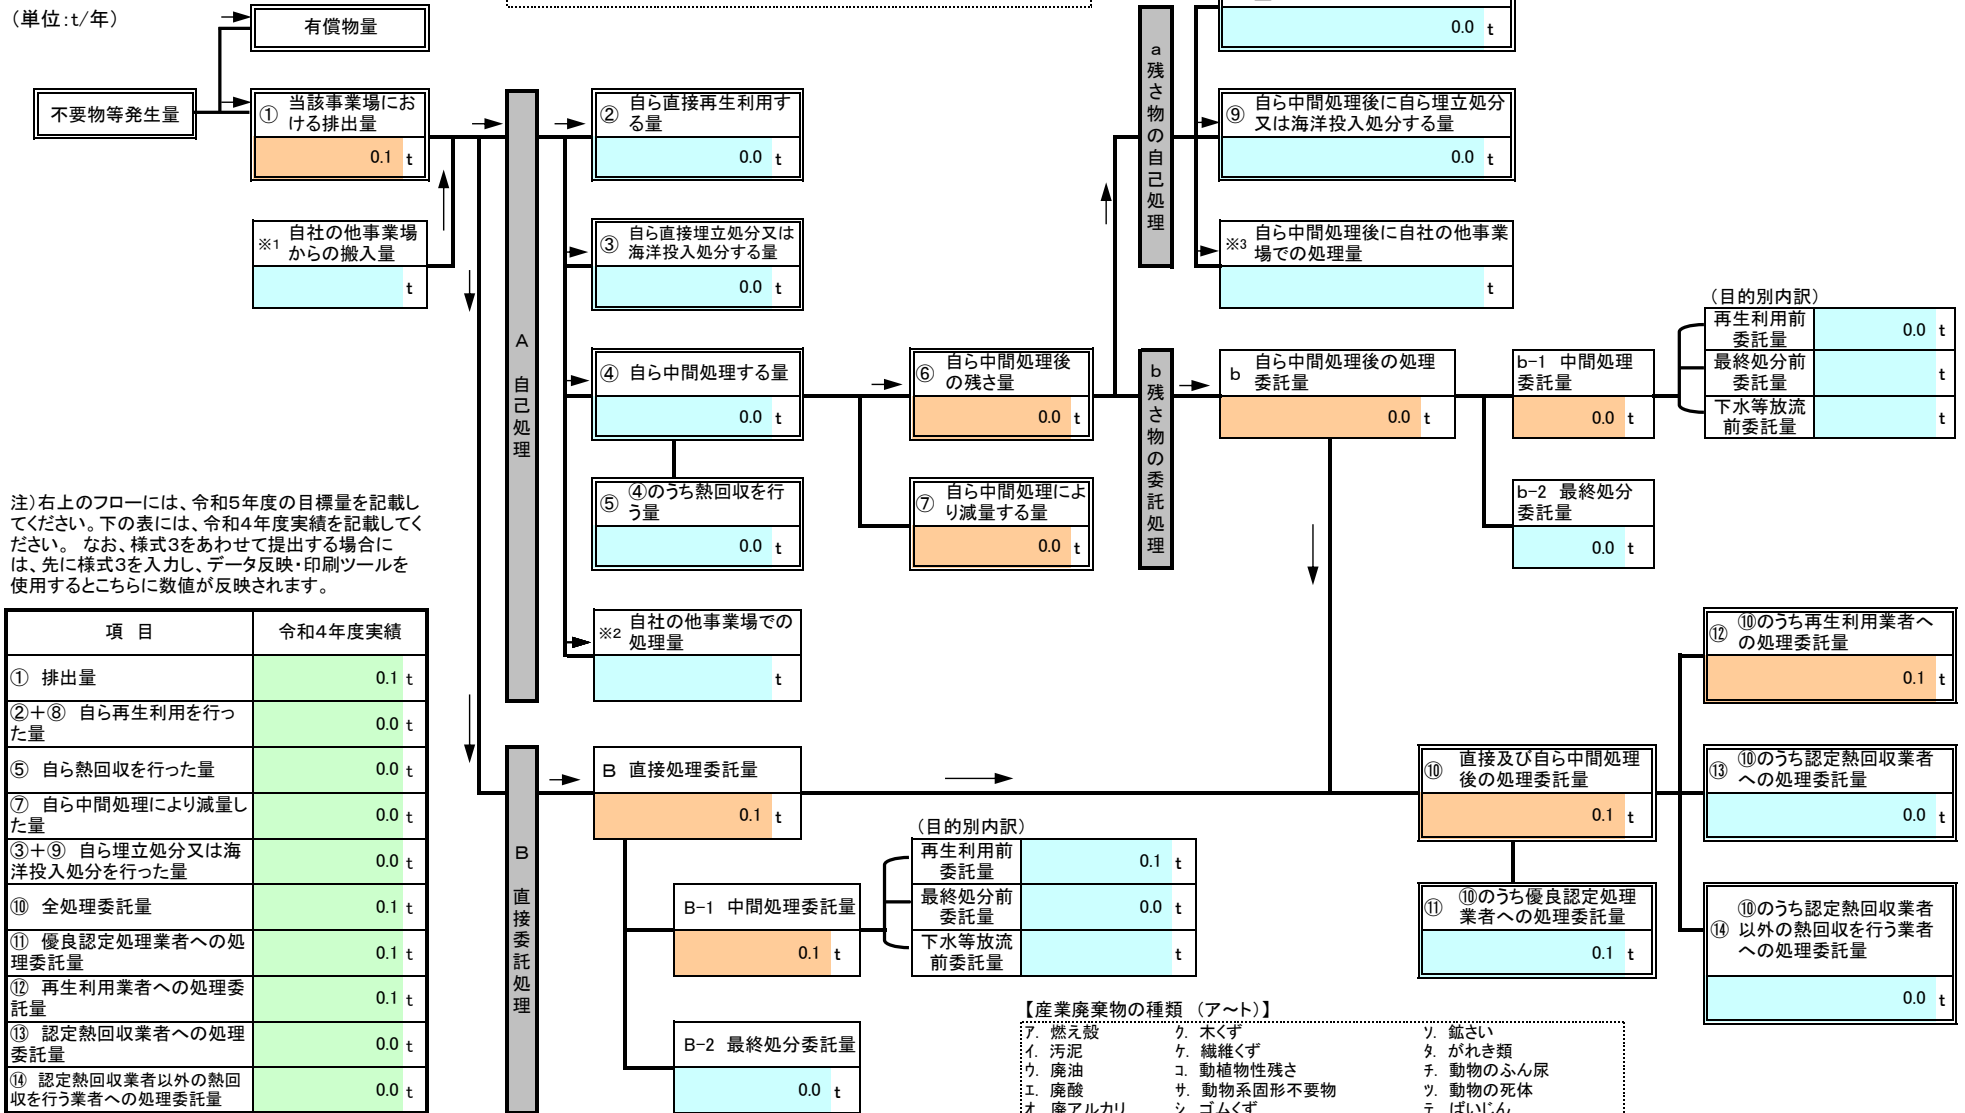 (単位:t/年)
有償物量
不要物等発生量
① 当該事業場にお
ける排出量
0.1 t
※1 自社の他事業場
からの搬入量
t
A 自己処理
② 自ら直接再生利用す
る量
0.0 t
③ 自ら直接埋立処分又は
海洋投入処分する量
0.0 t
④ 自ら中間処理する量
0.0 t
⑤ ④のうち熱回収を行
う量
0.0 t
※2 自社の他事業場での
処理量
t
⑥ 自ら中間処理後
の残さ量
0.0 t
⑦ 自ら中間処理によ
り減量する量
0.0 t
a 残さ物の自己処理
0.0 t
⑨ 自ら中間処理後に自ら埋立処分
又は海洋投入処分する量
0.0 t
※3 自ら中間処理後に自社の他事業
場での処理量
t
b 残さ物の委託処理
b 自ら中間処理後の処理
委託量
0.0 t
b-1 中間処理
委託量
0.0 t
b-2 最終処分
委託量
0.0 t
(目的別内訳)
再生利用前
委託量
0.0 t
最終処分前
委託量
t
下水等放流
前委託量
注)右上のフローには、令和5年度の目標量を記載し
てください。下の表には、令和4年度実績を記載してく
ださい。 なお、様式3をあわせて提出する場合に
は、先に様式3を入力し、データ反映・印刷ツールを
使用するとこちらに数値が反映されます。
項 目 令和4年度実績
① 排出量 0.1 t
②+⑧ 自ら再生利用を行っ
た量
0.0 t
⑤ 自ら熱回収を行った量 0.0 t
⑦ 自ら中間処理により減量し
た量
0.0 t
③+⑨ 自ら埋立処分又は海
洋投入処分を行った量
0.0 t
⑩ 全処理委託量 0.1 t
⑪ 優良認定処理業者への処
理委託量
0.1 t
⑫ 再生利用業者への処理委
託量
0.1 t
⑬ 認定熱回収業者への処理
委託量
0.0 t
⑭ 認定熱回収業者以外の熱回
収を行う業者への処理委託量
0.0 t
B 直接委託処理
B 直接処理委託量
0.1 t
B-1 中間処理委託量
0.1 t
B-2 最終処分委託量
0.0 t
(目的別内訳)
再生利用前
委託量
0.1 t
最終処分前
委託量
0.0 t
下水等放流
前委託量
t
⑩ 直接及び自ら中間処理
後の処理委託量
0.1 t
⑪ ⑩のうち優良認定処理
業者への処理委託量
0.1 t
⑫ ⑩のうち再生利用業者へ
の処理委託量
0.1 t
⑬ ⑩のうち認定熱回収業者
への処理委託量
0.0 t
⑭ ⑩のうち認定熱回収業者
以外の熱回収を行う業者
への処理委託量
0.0 t
【産業廃棄物の種類 (ア~ト)】
ア. 燃え殻 ク. 木くず ソ. 鉱さい
イ. 汚泥 ケ. 繊維くず タ. がれき類
ウ. 廃油 コ. 動植物性残さ チ. 動物のふん尿
エ. 廃酸 サ. 動物系固形不要物 ツ. 動物の死体
オ. 廃アルカリ シ. ゴムくず テ. ばいじん